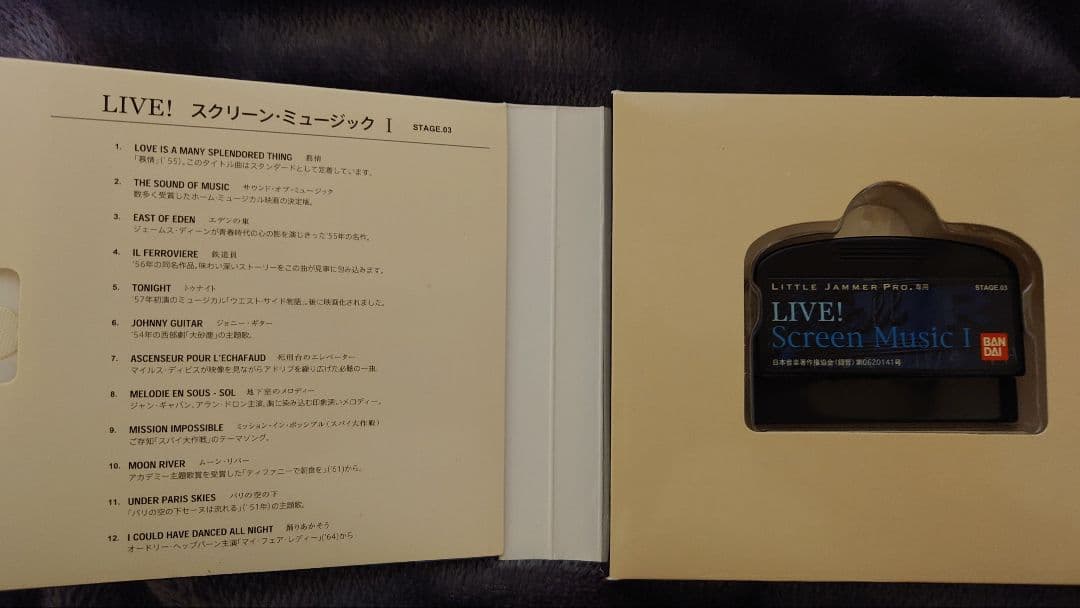 LIVE! スクリーン・ミュージック I STAGE.03
1. LOVE IS A MANY SPLENDORED THING 慕情
「慕情」('55)。このタイトル曲はスタンダードとして定着しています。
2. THE SOUND OF MUSIC サウンド・オブ・ミュージック
数多く受賞したホーム・ミュージカル映画の決定版。
3. EAST OF EDEN エデンの東
ジェームス・ディーンが青春時代の心の影を演じきった'55年の名作。
4. IL FERROVIERE 鉄道員
'56年の同名作品。味わい深いストーリーをこの曲が見事に包み込みます。
5. TONIGHT トゥナイト
'57年初演のミュージカル「ウエスト・サイド物語」。後に映画化されました。
6. JOHNNY GUITAR ジョニー・ギター
'54年の西部劇「大砂塵」の主題歌。
7. ASCENSEUR POUR L'ECHAFAUD 死刑台のエレベーター
マイルス・ディビスが映像を見ながらアドリブを繰り広げた必聴の一曲。
8. MELODIE EN SOUS - SOL 地下室のメロディー
ジャン・ギャバン、アラン・ドロン主演。胸に染み込む印象深いメロディー。
9. MISSION IMPOSSIBLE ミッション・イン・ポッシブル(スパイ大作戦)
ご存知「スパイ大作戦」のテーマソング。
10. MOON RIVER ムーン・リバー
アカデミー主題歌賞を受賞した「ティファニーで朝食を」('61)から。
11. UNDER PARIS SKIES パリの空の下
「パリの空の下セーヌは流れる」('51年)の主題歌。
12. I COULD HAVE DANCED ALL NIGHT 踊りあかそう
オードリー・ヘップバーン主演「マイ・フェア・レディー」('64)から
LITTLE JAMMER PRO. 専用 STAGE.03
LIVE!
Screen Music I
BAN
DAI
日本音楽著作権協会(録音)第0620141号